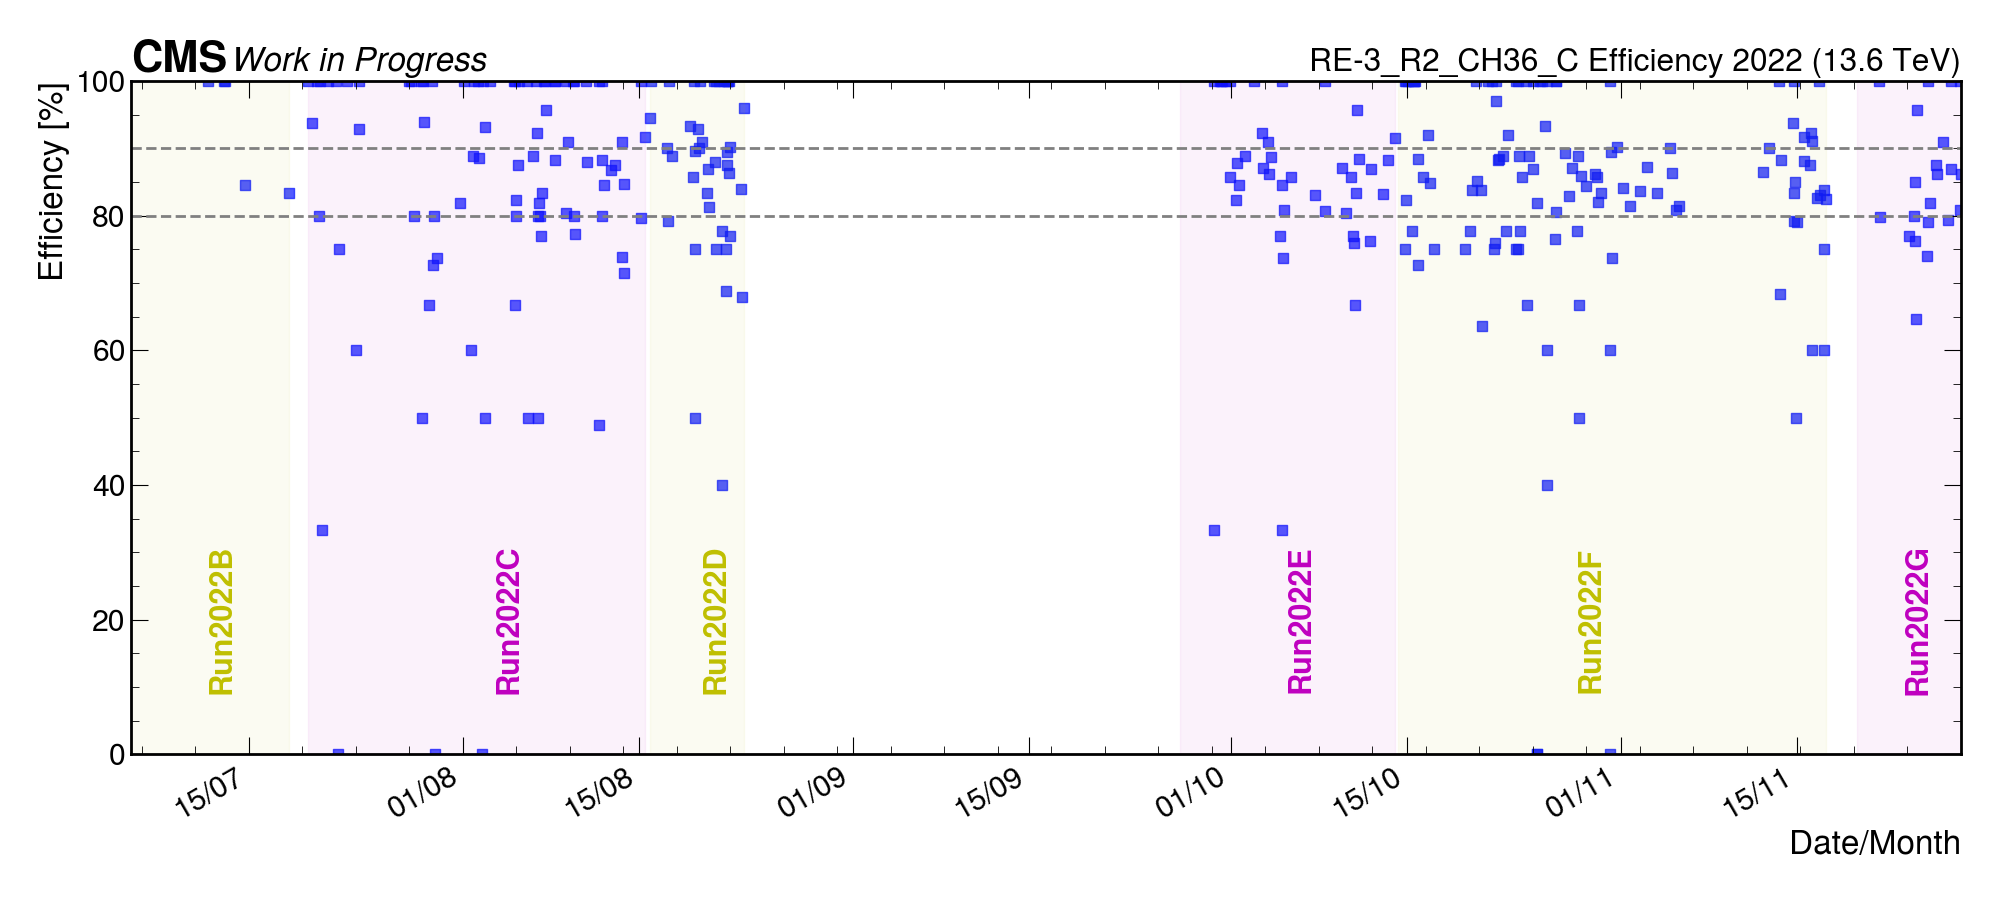 CMS Work in Progress
RE-3_R2_CH36_C Efficiency 2022 (13.6 TeV)
Efficiency [%]
100
80
60
40
20
0
Run2022B
Run2022C
Run2022D
Run2022E
Run2022F
Run2022G
15/07
01/08
15/08
01/09
15/09
01/10
15/10
01/11
15/11
Date/Month